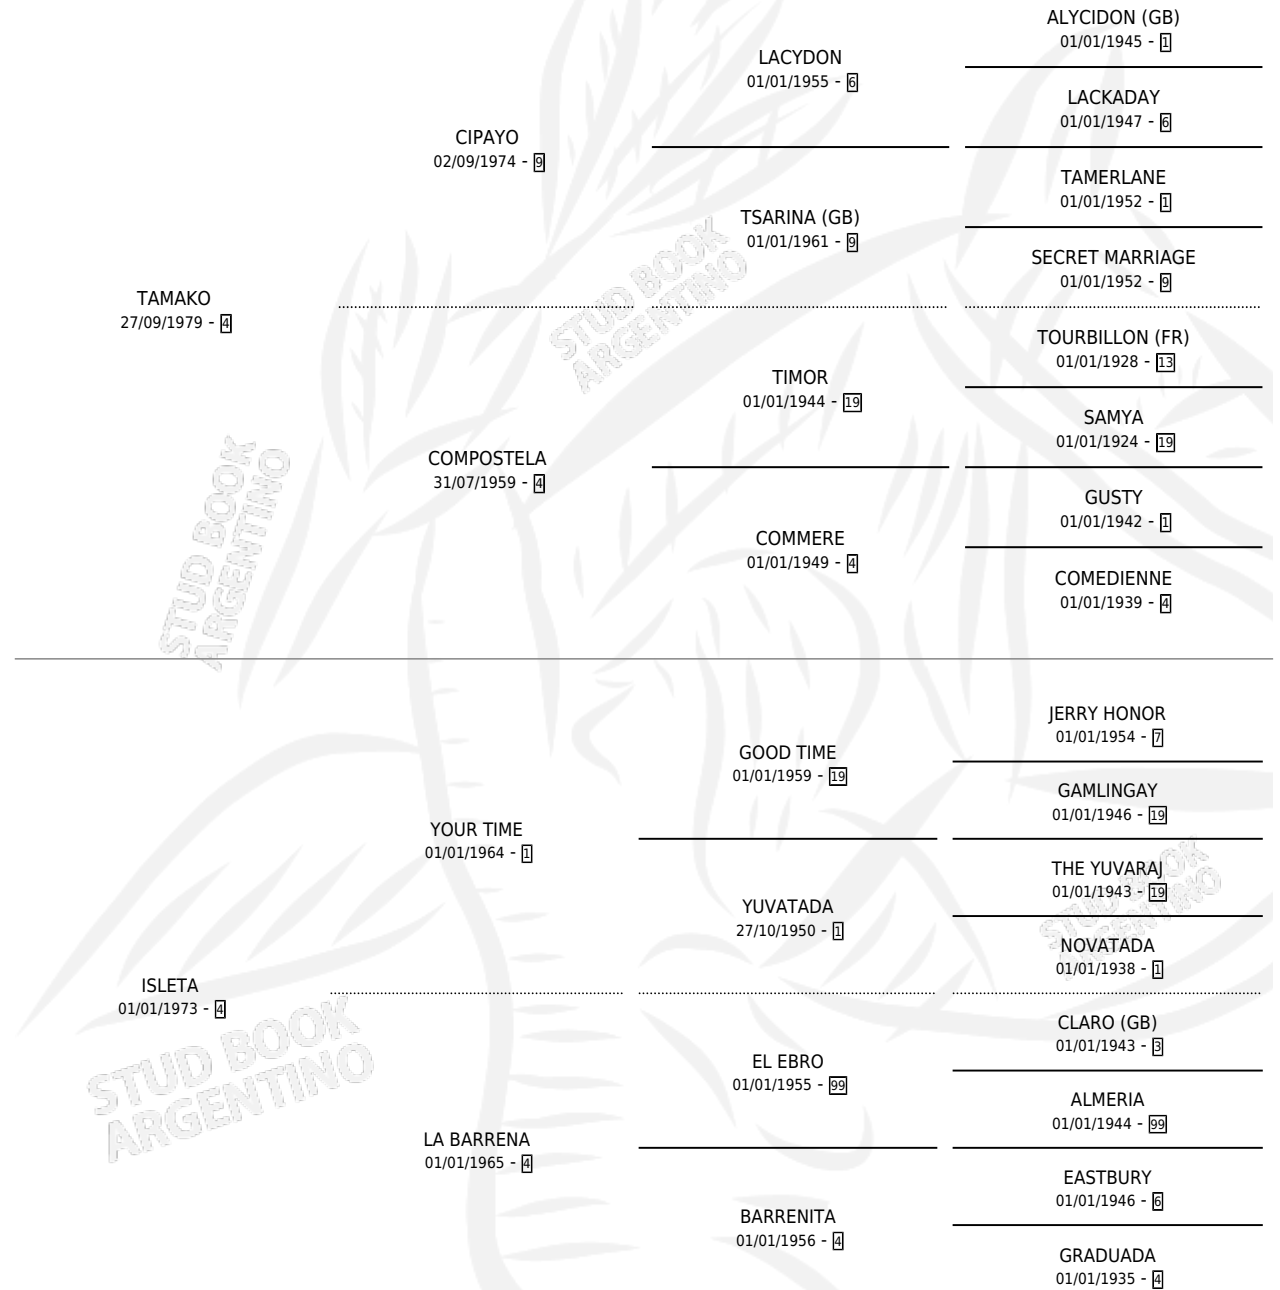 ALYCIDON (GB)
01/01/1945 - 1
LACYDON
01/01/1955 - 6
LACKADAY
01/01/1947 - 6
CIPAYO
02/09/1974 - 9
TAMERLANE
01/01/1952 - 1
TSARINA (GB)
01/01/1961 - 9
SECRET MARRIAGE
01/01/1952 - 9
TAMAKO
27/09/1979 - 4
STUD BOOK
ARGENTINO
TOURBILLON (FR)
01/01/1928 - 13
TIMOR
01/01/1944 - 19
SAMYA
01/01/1924 - 19
COMPOSTELA
31/07/1959 - 4
GUSTY
01/01/1942 - 1
COMMERE
01/01/1949 - 4
COMEDIENNE
01/01/1939 - 4
STUD BOOK
ARGENTINO
JERRY HONOR
01/01/1954 - 7
GOOD TIME
01/01/1959 - 19
GAMLINGAY
01/01/1946 - 19
YOUR TIME
01/01/1964 - 1
THE YUVARAJ
01/01/1943 - 19
YUVATADA
27/10/1950 - 1
STUD BOOK
ARGENTINO
NOVATADA
01/01/1938 - 1
ISLETA
01/01/1973 - 4
CLARO (GB)
01/01/1943 - 3
EL EBRO
01/01/1955 - 99
ALMERIA
01/01/1944 - 99
STUD BOOK
ARGENTINO
LA BARRENA
01/01/1965 - 4
EASTBURY
01/01/1946 - 6
BARRENITA
01/01/1956 - 4
GRADUADA
01/01/1935 - 4